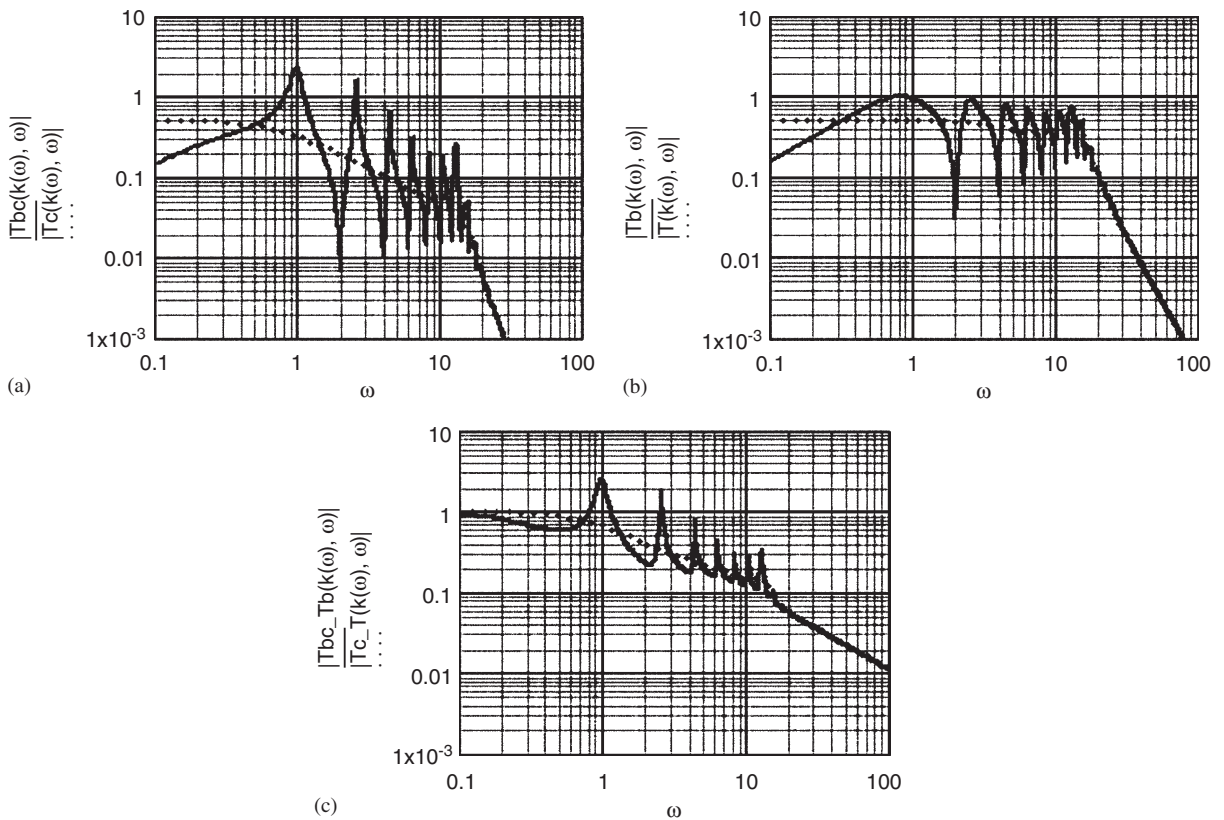 |Tbc(k(ω), ω)|
|Tc(k(ω), ω)|
....
10
1
0.1
0.01
1x10⁻³
0.1
1
10
100
ω
(a)
|Tb(k(ω), ω)|
|T(k(ω), ω)|
....
10
1
0.1
0.01
1x10⁻³
0.1
1
10
100
ω
(b)
|Tbc_Tb(k(ω), ω)|
|Tc_T(k(ω), ω)|
....
10
1
0.1
0.01
1x10⁻³
0.1
1
10
100
ω
(c)